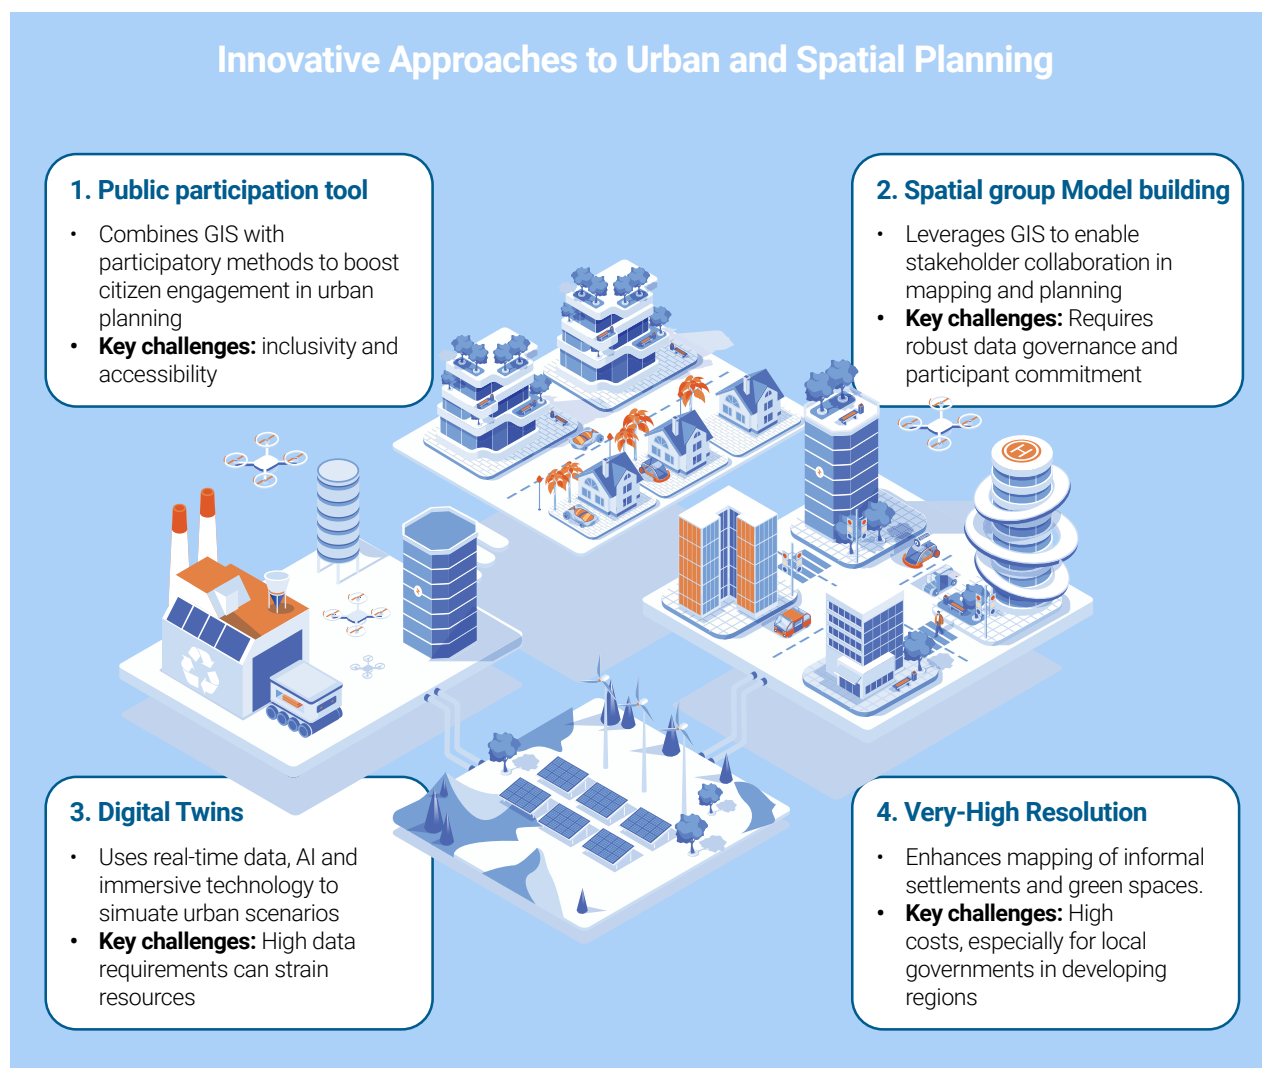 Innovative Approaches to Urban and Spatial Planning
1. Public participation tool
• Combines GIS with
participatory methods to boost
citizen engagement in urban
planning
• Key challenges: inclusivity and
accessibility
2. Spatial group Model building
• Leverages GIS to enable
stakeholder collaboration in
mapping and planning
• Key challenges: Requires
robust data governance and
participant commitment
H
3. Digital Twins
• Uses real-time data, AI and
immersive technology to
simuate urban scenarios
• Key challenges: High data
requirements can strain
resources
4. Very-High Resolution
• Enhances mapping of informal
settlements and green spaces.
• Key challenges: High
costs, especially for local
governments in developing
regions